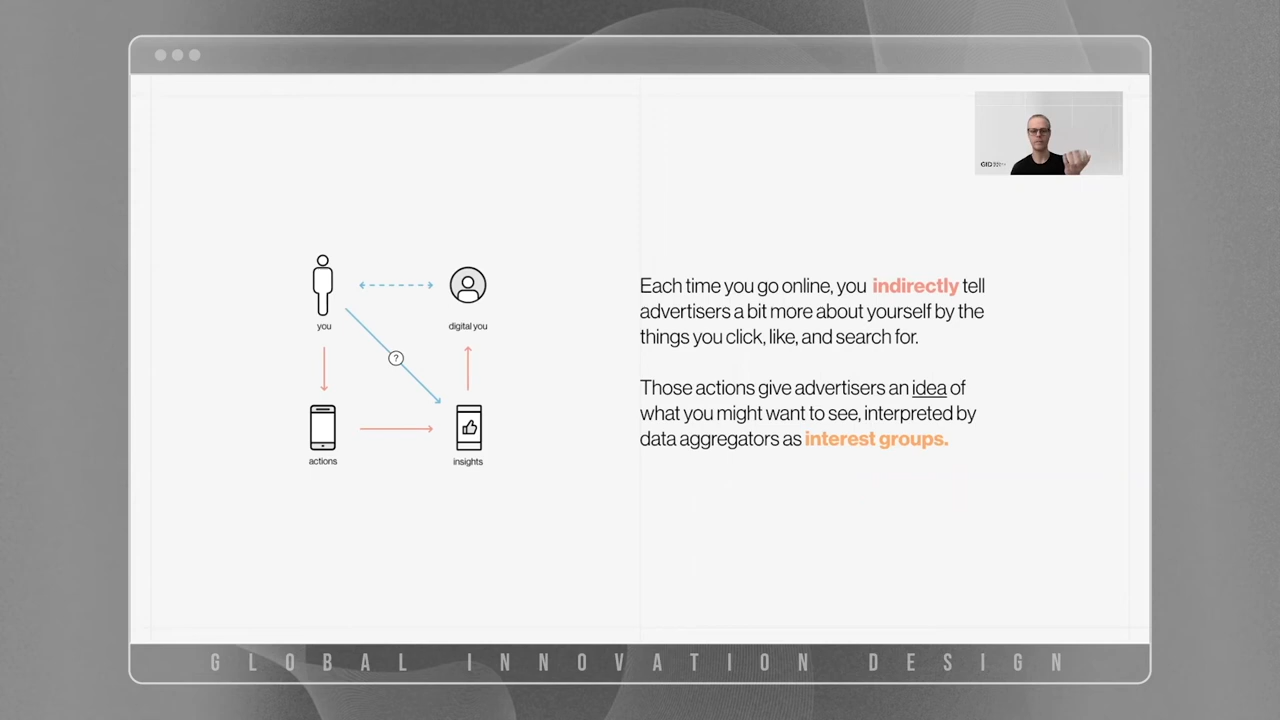 GID
you
digital you
?
actions
insights
Each time you go online, you indirectly tell
advertisers a bit more about yourself by the
things you click, like, and search for.
Those actions give advertisers an idea of
what you might want to see, interpreted by
data aggregators as interest groups.
GLOBAL INNOVATION DESIGN